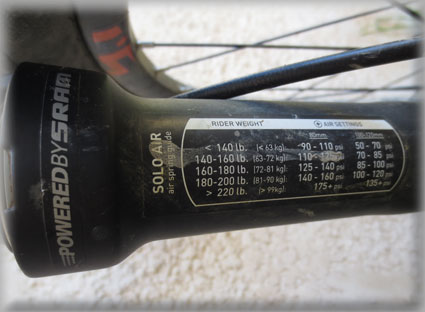 POWERED BY SRAM
SOLO AIR
air spring guide
RIDER WEIGHT
+ AIR SETTINGS
80mm
< 140 lb. (< 63 kg): 90 - 110 psi 50 - 70 psi
140-160 lb. (63-72 kg) 110- psi 70 - 85 psi
160-180 lb. (72-81 kg): 125 - 140 psi 85 - 100 psi
180-200 lb. (81-90 kg): 140 - 160 psi 100 - 120 psi
> 220 lb. (> 99kg): 175+ psi 135+ psi